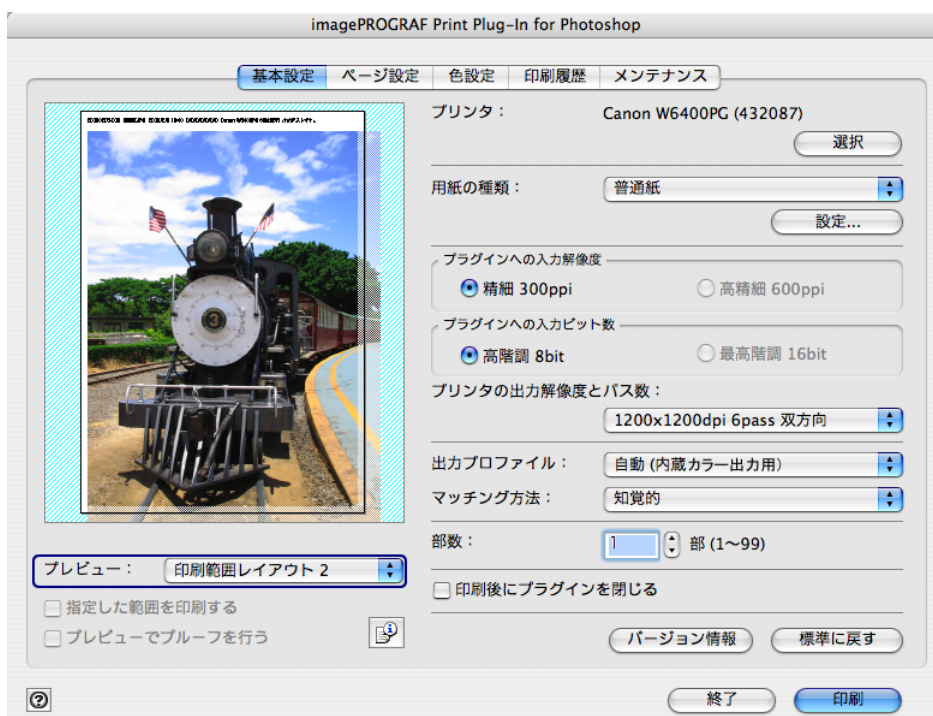 imagePROGRAF Print Plug-In for Photoshop
基本設定 ページ設定 色設定 印刷履歴 メンテナンス
プリンタ： Canon W6400PG (432087)
選択
用紙の種類： 普通紙
設定...
プラグインへの入力解像度
精細 300ppi 高精細 600ppi
プラグインへの入力ビット数
高階調 8bit 最高階調 16bit
プリンタの出力解像度とパス数：
1200x1200dpi 6pass 双方向
出力プロファイル： 自動 (内蔵カラー出力用)
マッチング方法： 知覚的
部数： 1 部 (1〜99)
印刷後にプラグインを閉じる
バージョン情報 標準に戻す
3
プレビュー： 印刷範囲レイアウト 2
指定した範囲を印刷する
プレビューでプルーフを行う
?
終了 印刷